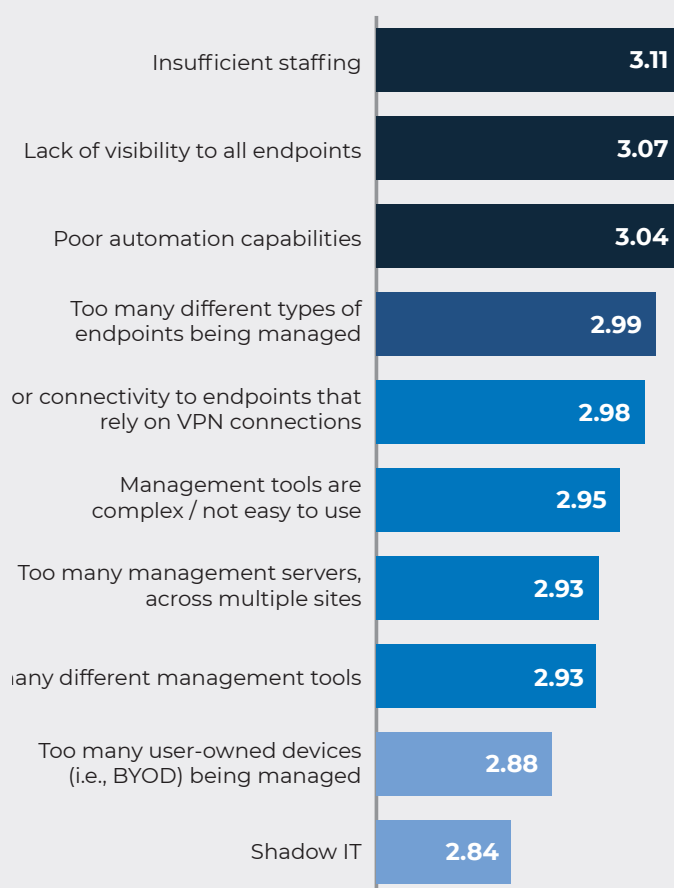 Insufficient staffing
3.11
Lack of visibility to all endpoints
3.07
Poor automation capabilities
3.04
Too many different types of
endpoints being managed
2.99
or connectivity to endpoints that
rely on VPN connections
2.98
Management tools are
complex / not easy to use
2.95
Too many management servers,
across multiple sites
2.93
any different management tools
2.93
Too many user-owned devices
(i.e., BYOD) being managed
2.88
Shadow IT
2.84